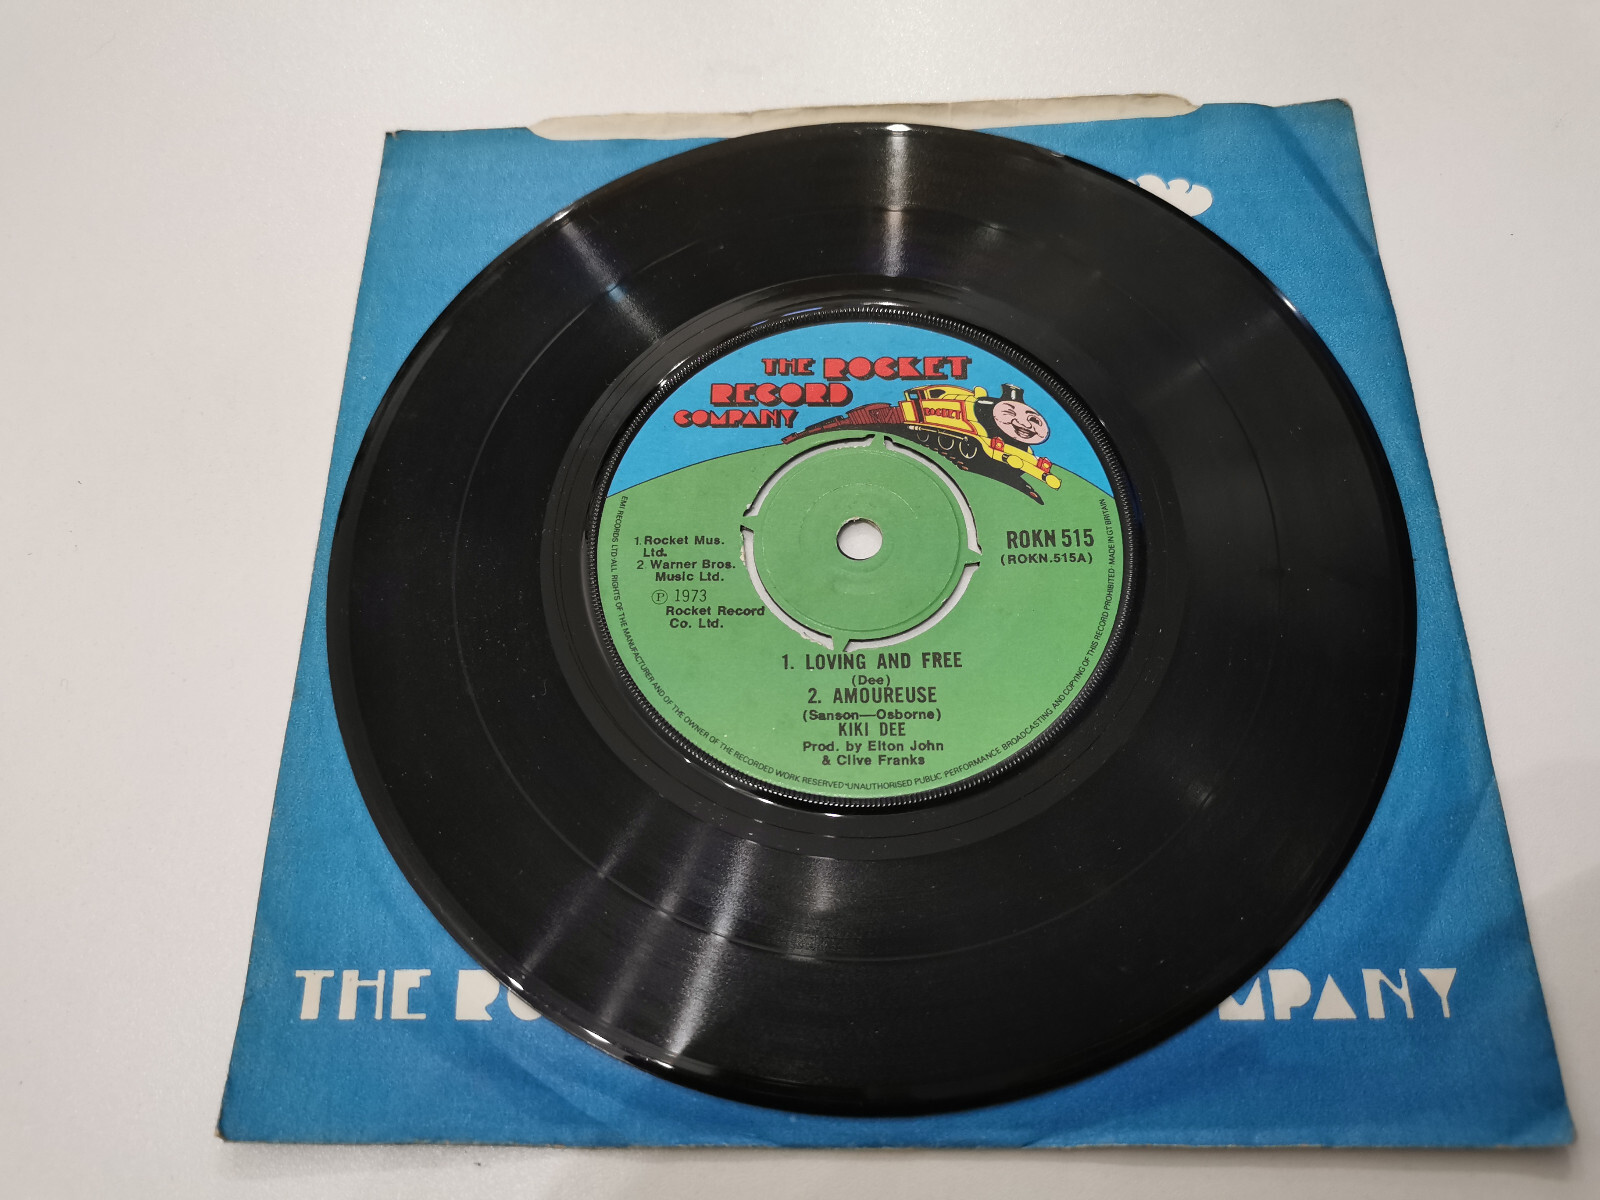 THE ROCKET
RECORD
COMPANY
ROCKET
1. Rocket Mus.
Ltd.
2. Warner Bros.
Music Ltd.
Ⓟ 1973
Rocket Record
Co. Ltd.
ROKN 515
(ROKN.515A)
1. LOVING AND FREE
(Dee)
2. AMOUREUSE
(Sanson—Osborne)
KIKI DEE
Prod. by Elton John
& Clive Franks
EMI RECORDS LTD·ALL RIGHTS OF THE MANUFACTURER AND OF THE OWNER OF THE RECORDED WORK RESERVED·UNAUTHORISED PUBLIC PERFORMANCE BROADCASTING AND COPYING OF THIS RECORD PROHIBITED·MADE IN GT BRITAIN
THE RO MPANY